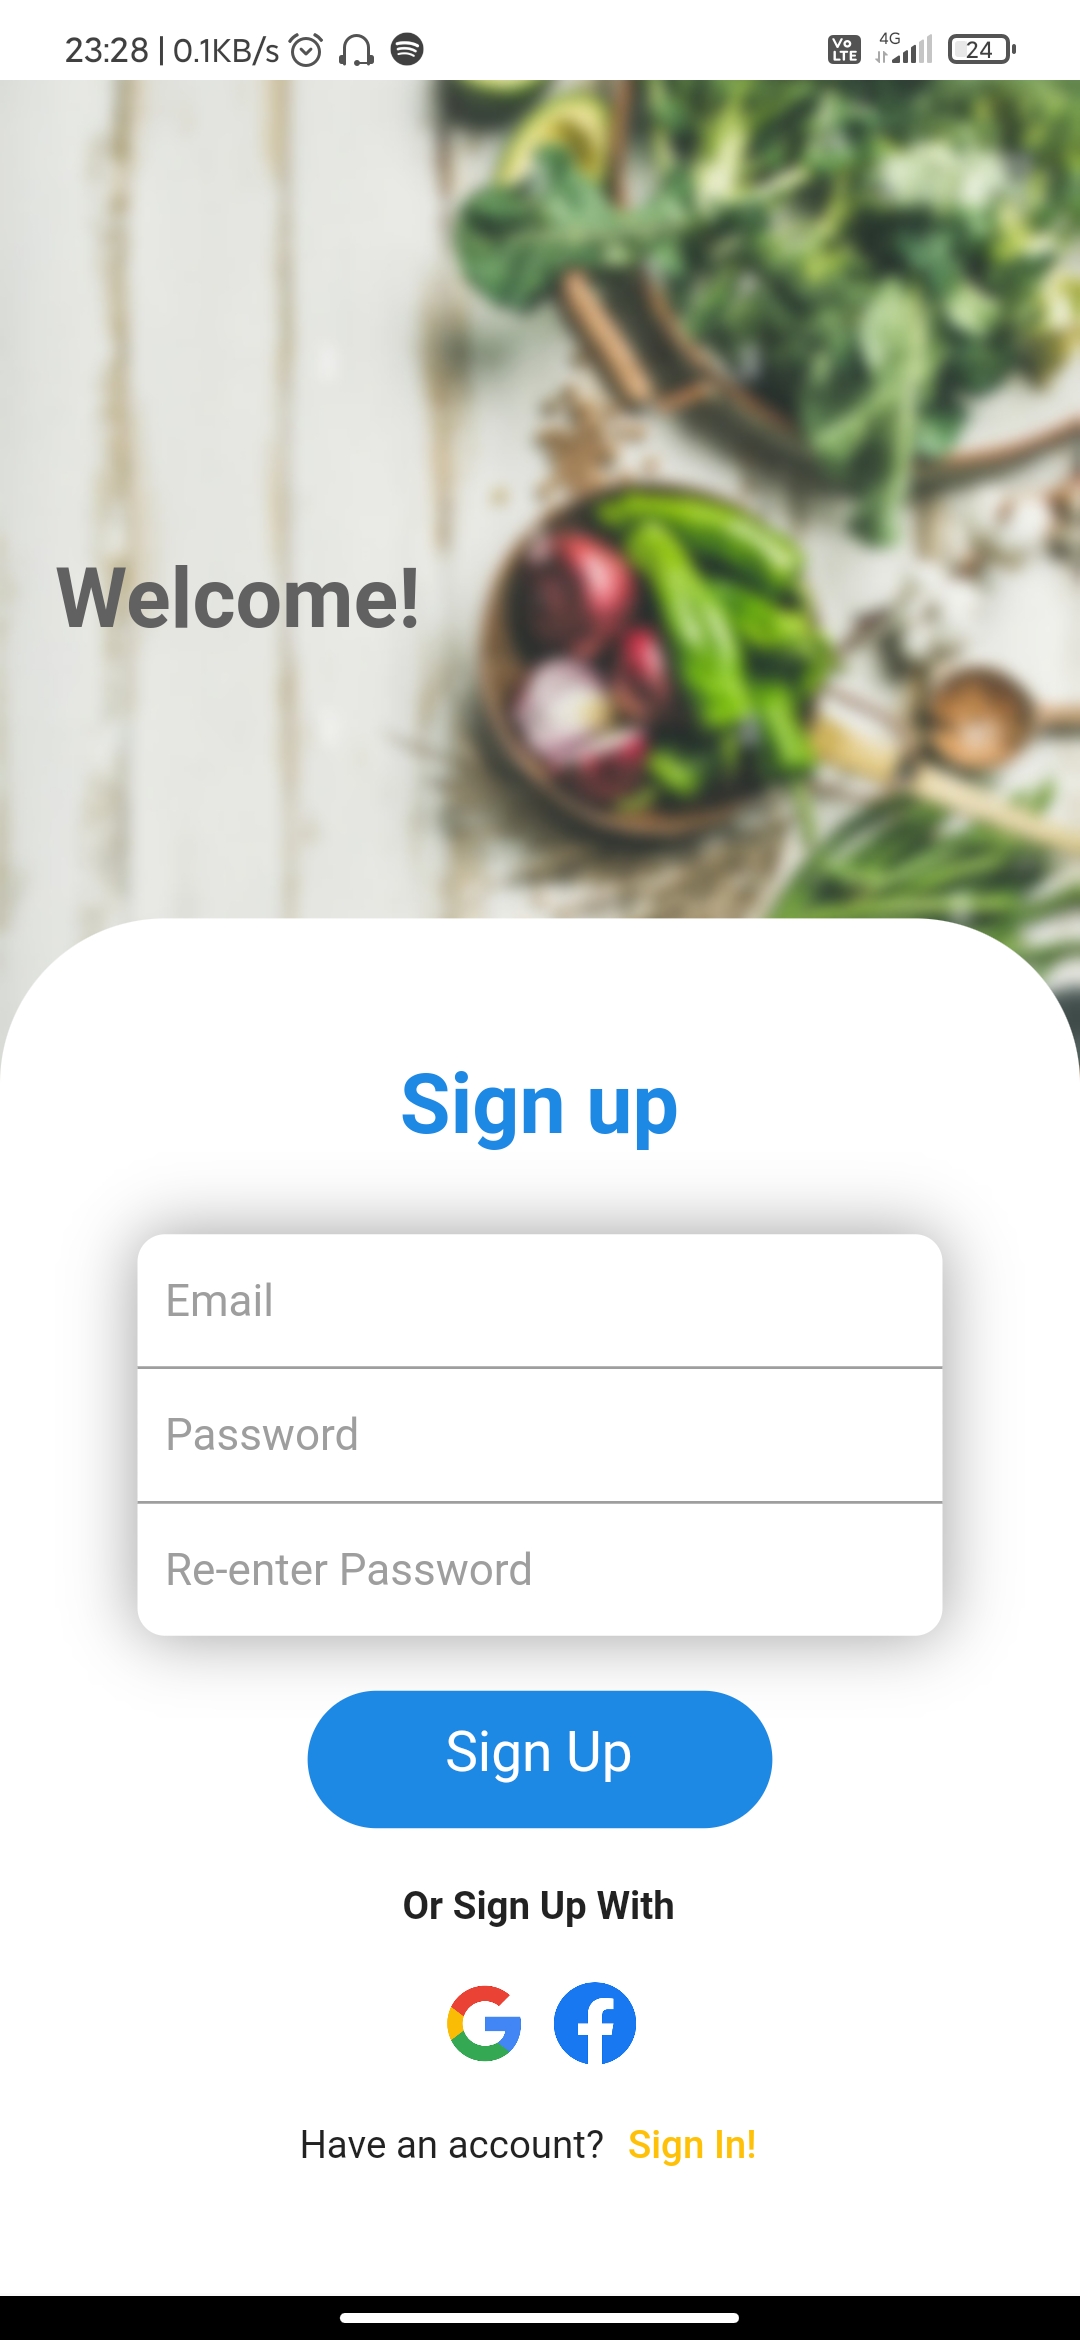 23:28 | 0.1KB/s
Vo LTE 4G 24
Welcome!
Sign up
Email
Password
Re-enter Password
Sign Up
Or Sign Up With
Have an account? Sign In!